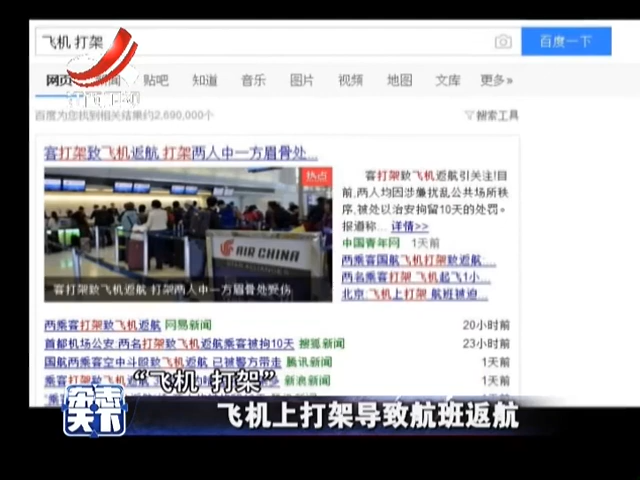 飞机 打架
百度一下
网页 新闻 贴吧 知道 音乐 图片 视频 地图 文库 更多»
百度为您找到相关结果约2,690,000个
搜索工具
客打架致飞机返航 打架两人中一方眉骨处...
热点
AIR CHINA
客打架致飞机返航 打架两人中一方眉骨处受伤
客打架致飞机返航引关注!目
前,两人均因涉嫌扰乱公共场所秩
序,被处以治安拘留10天的处罚。
报道称... 详情>>
中国青年网 1天前
两乘客国航飞机打架致返航:...
两名乘客打架 飞机起飞1小...
北京:飞机上打架 航班被迫...
两乘客打架致飞机返航 网易新闻 20小时前
首都机场公安:两名打架致飞机返航乘客被拘10天 搜狐新闻 23小时前
国航两乘客空中斗殴致飞机返航 已被警方带走 腾讯新闻 1天前
乘客打架致飞机返航 新浪新闻 1天前
1天前
“飞机 打架”
杂志天下
飞机上打架导致航班返航